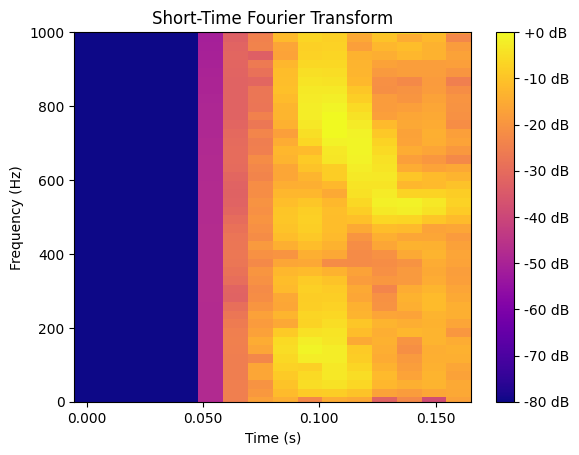 Short-Time Fourier Transform
Frequency (Hz)
1000
800
600
400
200
0
0.000
0.050
0.100
0.150
Time (s)
+0 dB
-10 dB
-20 dB
-30 dB
-40 dB
-50 dB
-60 dB
-70 dB
-80 dB